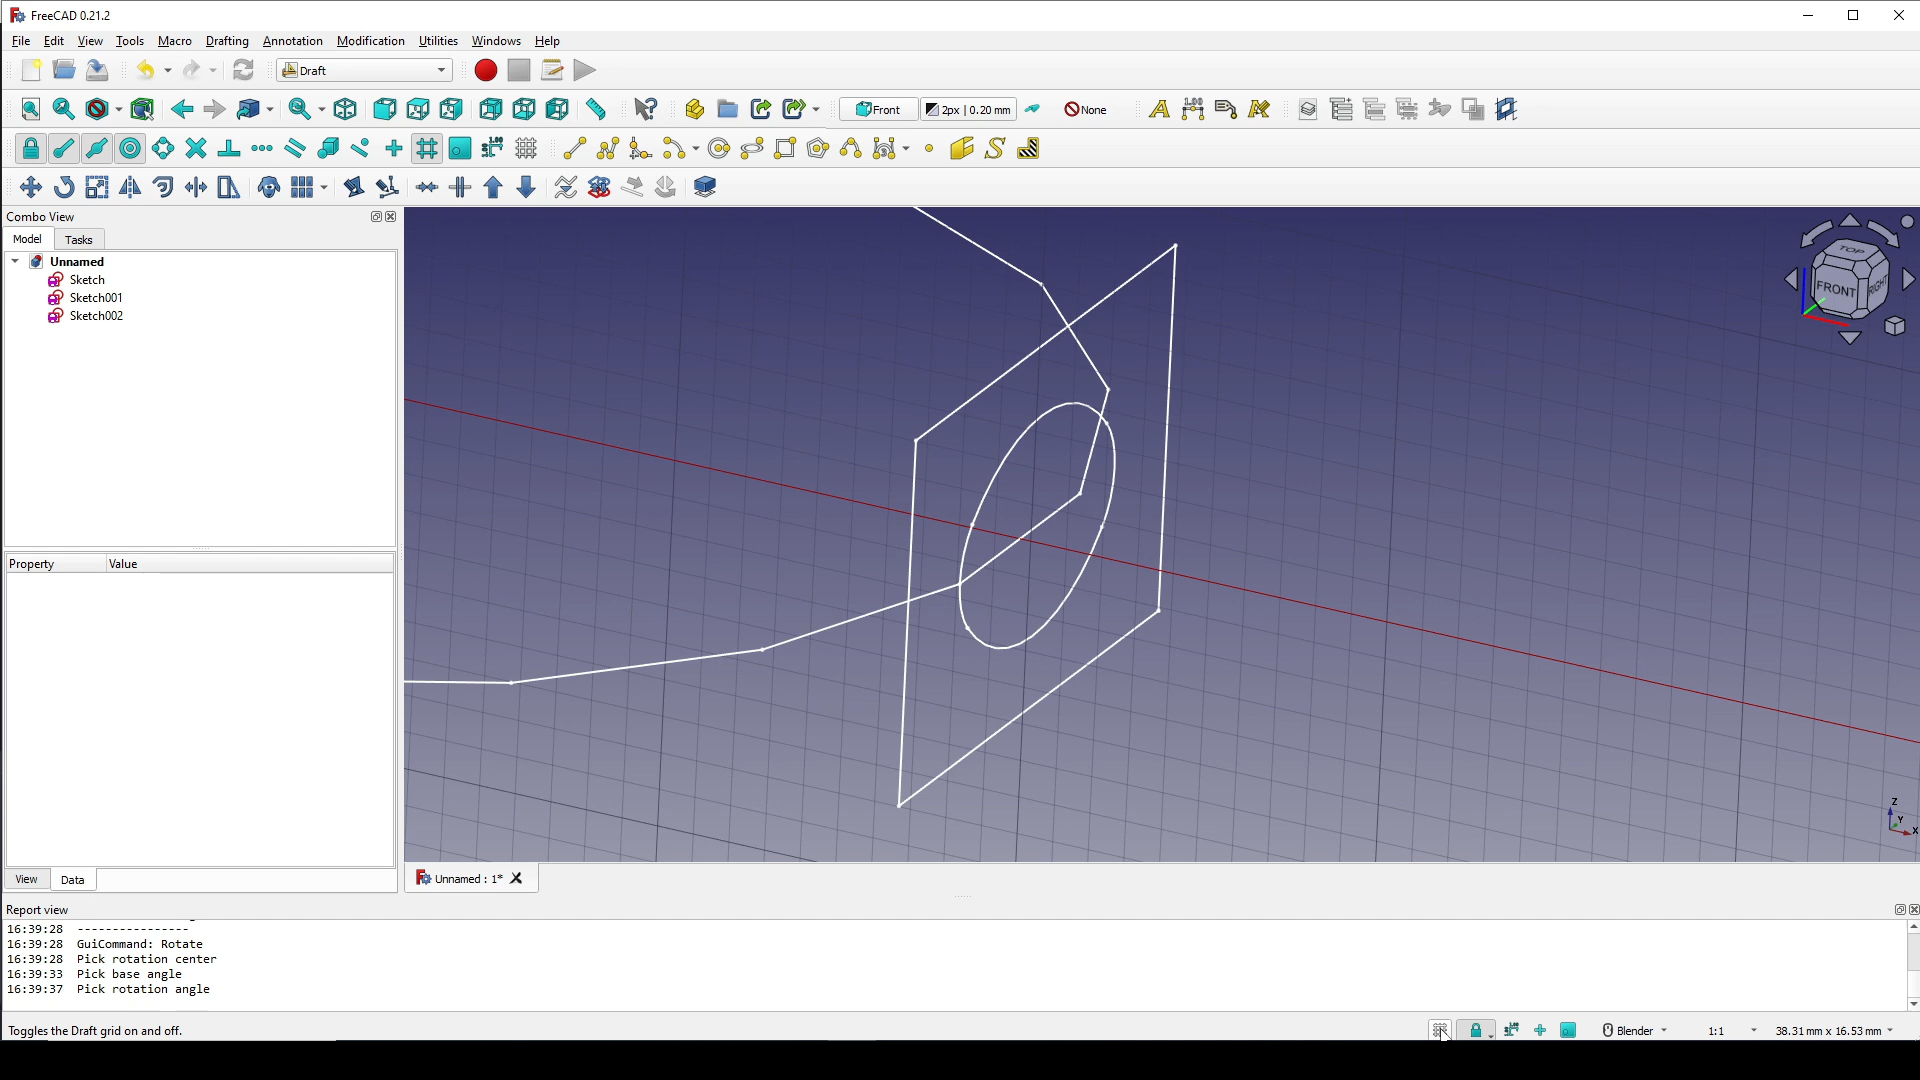 FreeCAD 0.21.2
File Edit View Tools Macro Drafting Annotation Modification Utilities Windows Help
Draft
Front 2px | 0.20 mm None
Combo View
Model Tasks
Unnamed
Sketch
Sketch001
Sketch002
Property Value
TOP
FRONT RIGHT
Z
Y
X
View Data
Unnamed : 1*
Report view
16:39:28 ----------------
16:39:28 GuiCommand: Rotate
16:39:28 Pick rotation center
16:39:33 Pick base angle
16:39:37 Pick rotation angle
Toggles the Draft grid on and off. Blender 1:1 38.31 mm x 16.53 mm